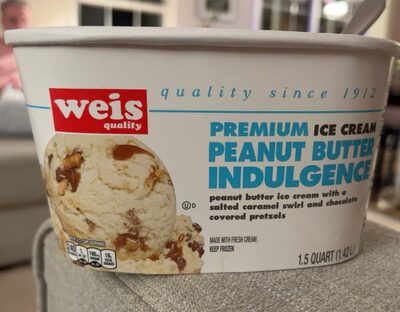 quality since 1912
weis
quality
PREMIUM ICE CREAM
PEANUT BUTTER
INDULGENCE
peanut butter ice cream with a
salted caramel swirl and chocolate
covered pretzels
MADE WITH FRESH CREAM
KEEP FROZEN
1.5 QUART (1.42L)